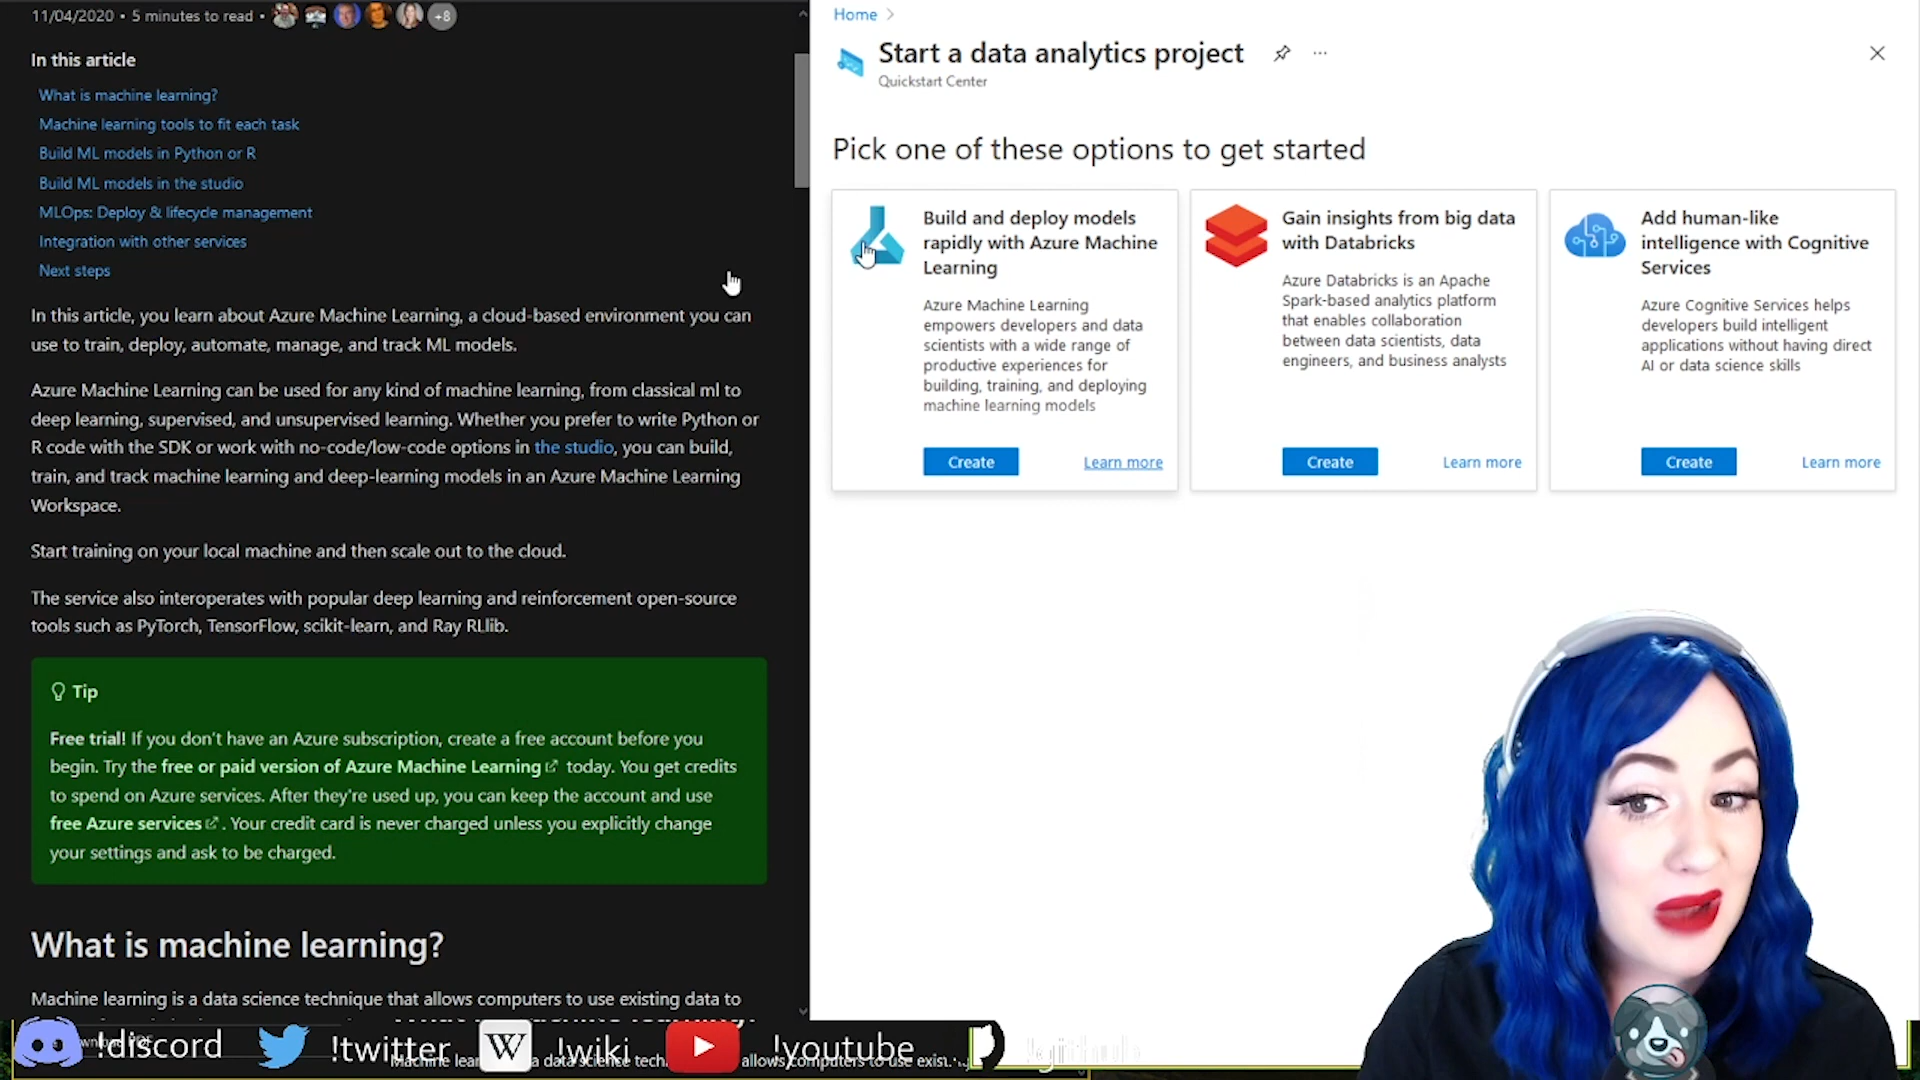 11/04/2020 • 5 minutes to read • +8
In this article
What is machine learning?
Machine learning tools to fit each task
Build ML models in Python or R
Build ML models in the studio
MLOps: Deploy & lifecycle management
Integration with other services
Next steps
In this article, you learn about Azure Machine Learning, a cloud-based environment you can
use to train, deploy, automate, manage, and track ML models.
Azure Machine Learning can be used for any kind of machine learning, from classical ml to
deep learning, supervised, and unsupervised learning. Whether you prefer to write Python or
R code with the SDK or work with no-code/low-code options in the studio, you can build,
train, and track machine learning and deep-learning models in an Azure Machine Learning
Workspace.
Start training on your local machine and then scale out to the cloud.
The service also interoperates with popular deep learning and reinforcement open-source
tools such as PyTorch, TensorFlow, scikit-learn, and Ray RLlib.
Tip
Free trial! If you don't have an Azure subscription, create a free account before you
begin. Try the free or paid version of Azure Machine Learning today. You get credits
to spend on Azure services. After they're used up, you can keep the account and use
free Azure services. Your credit card is never charged unless you explicitly change
your settings and ask to be charged.
What is machine learning?
Machine learning is a data science technique that allows computers to use existing data to
Home >
Start a data analytics project ...
Quickstart Center
Pick one of these options to get started
Build and deploy models
rapidly with Azure Machine
Learning
Azure Machine Learning
empowers developers and data
scientists with a wide range of
productive experiences for
building, training, and deploying
machine learning models
Create Learn more
Gain insights from big data
with Databricks
Azure Databricks is an Apache
Spark-based analytics platform
that enables collaboration
between data scientists, data
engineers, and business analysts
Create Learn more
Add human-like
intelligence with Cognitive
Services
Azure Cognitive Services helps
developers build intelligent
applications without having direct
AI or data science skills
Create Learn more
!discord !twitter W !wiki !youtube !github